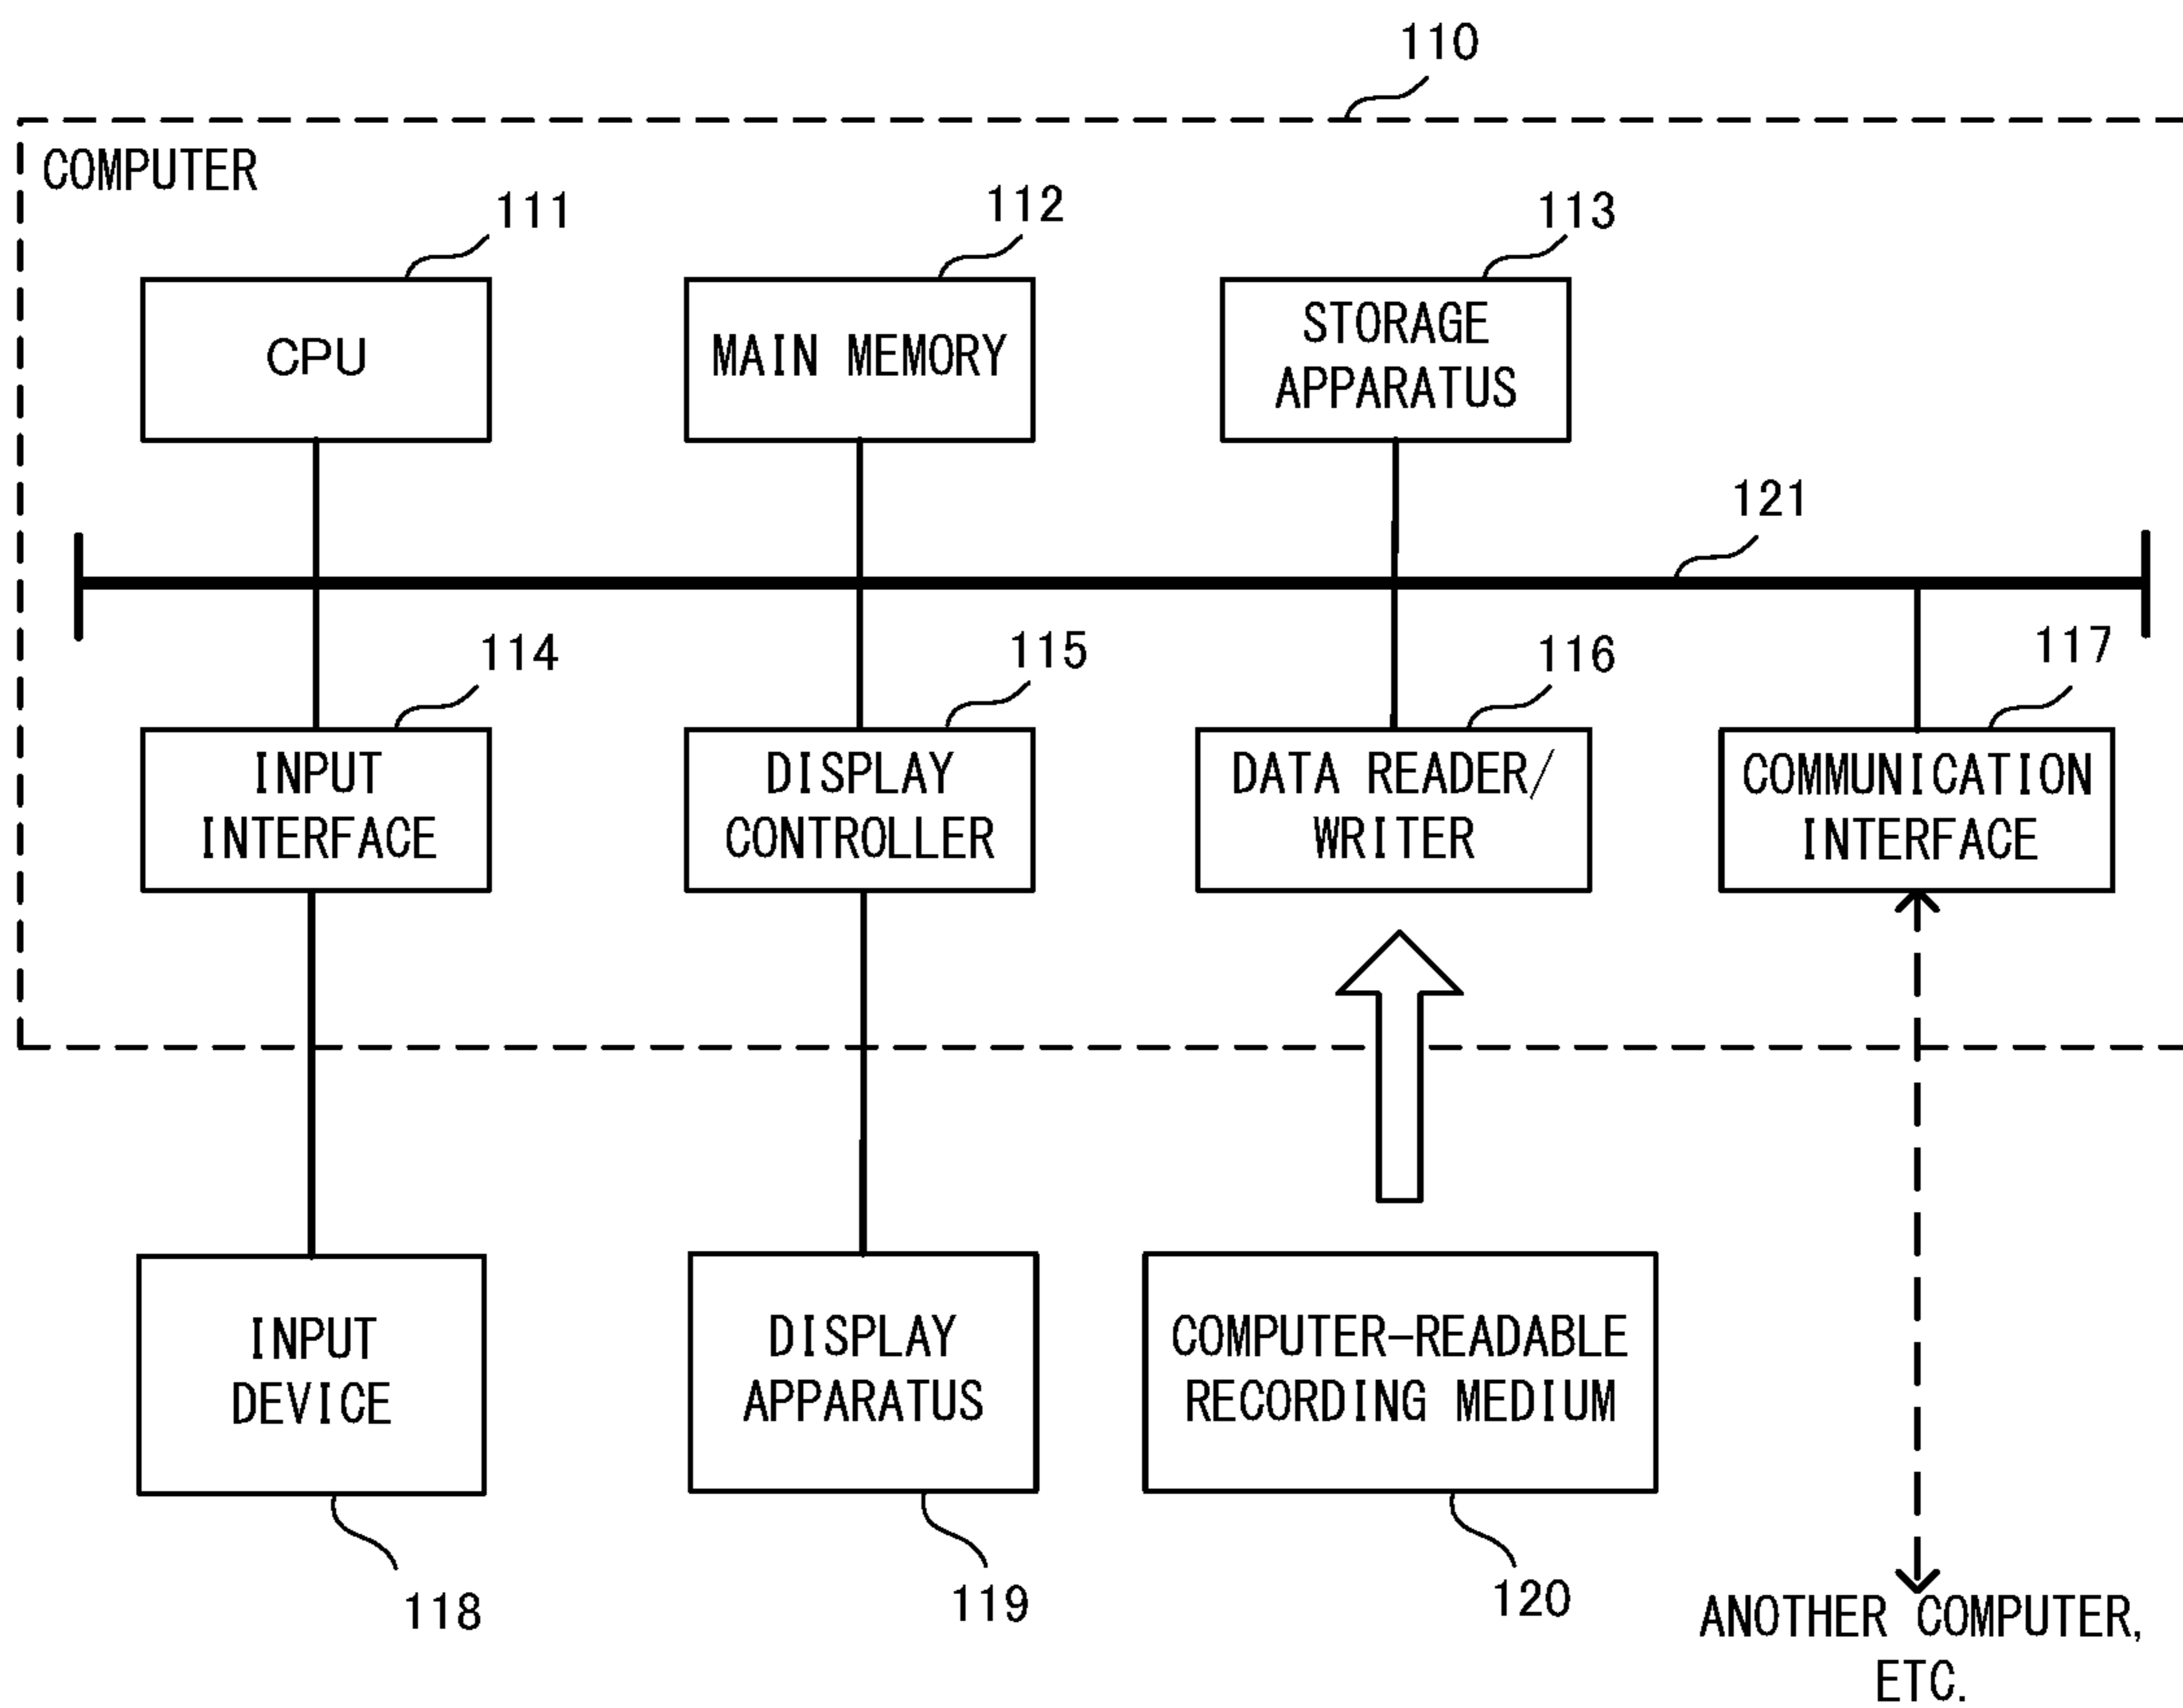 110
COMPUTER
111
112
113
CPU
MAIN MEMORY
STORAGE
APPARATUS
121
114
115
116
117
INPUT
INTERFACE
DISPLAY
CONTROLLER
DATA READER/
WRITER
COMMUNICATION
INTERFACE
INPUT
DEVICE
DISPLAY
APPARATUS
COMPUTER-READABLE
RECORDING MEDIUM
118
119
120
ANOTHER COMPUTER,
ETC.